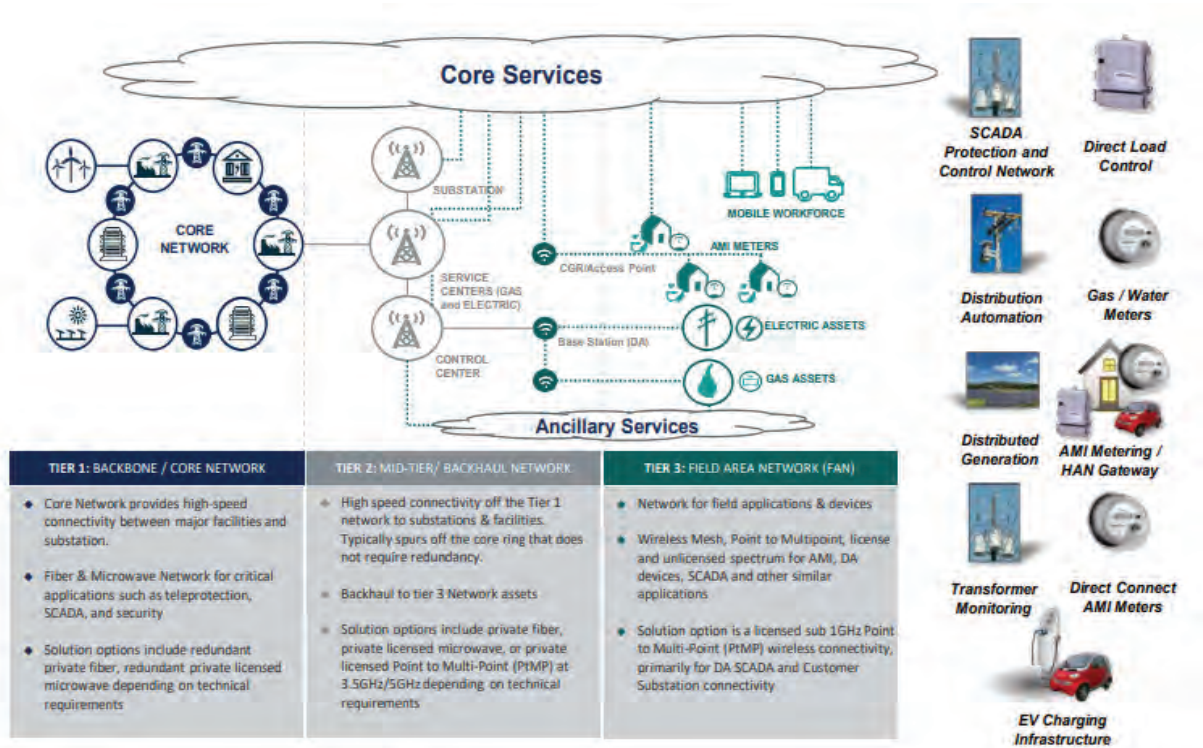 Core Services
CORE
NETWORK
SUBSTATION
SERVICE
CENTERS (GAS
and ELECTRIC)
CONTROL
CENTER
MOBILE WORKFORCE
AMI METERS
CGR/Access Point
Base Station (DA)
ELECTRIC ASSETS
GAS ASSETS
Ancillary Services
TIER 1: BACKBONE / CORE NETWORK
Core Network provides high-speed
connectivity between major facilities and
substation.
Fiber & Microwave Network for critical
applications such as teleprotection,
SCADA, and security
Solution options include redundant
private fiber, redundant private licensed
microwave depending on technical
requirements
TIER 2: MID-TIER/ BACKHAUL NETWORK
High speed connectivity off the Tier 1
network to substations & facilities.
Typically spurs off the core ring that does
not require redundancy.
Backhaul to tier 3 Network assets
Solution options include private fiber,
private licensed microwave, or private
licensed Point to Multi-Point (PtMP) at
3.5GHz/5GHz depending on technical
requirements
TIER 3: FIELD AREA NETWORK (FAN)
Network for field applications & devices
Wireless Mesh, Point to Multipoint, license
and unlicensed spectrum for AMI, DA
devices, SCADA and other similar
applications
Solution option is a licensed sub 1GHz Point
to Multi-Point (PtMP) wireless connectivity,
primarily for DA SCADA and Customer
Substation connectivity
SCADA
Protection and
Control Network
Direct Load
Control
Distribution
Automation
Gas / Water
Meters
Distributed
Generation
AMI Metering /
HAN Gateway
Transformer
Monitoring
Direct Connect
AMI Meters
EV Charging
Infrastructure